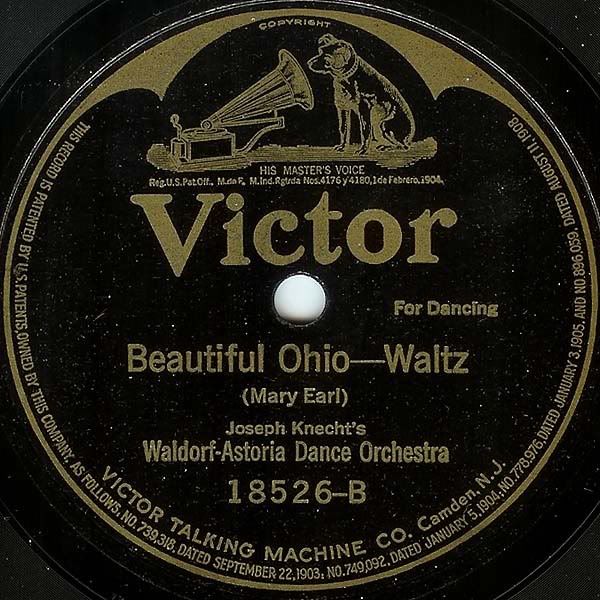 COPYRIGHT
HIS MASTER'S VOICE
Reg.U.S.Pat.Off., M.de F. M.Ind.Rgtrda Nos.4176 y 4180, 1 de Febrero, 1904.
Victor
For Dancing
Beautiful Ohio—Waltz
(Mary Earl)
Joseph Knecht's
Waldorf-Astoria Dance Orchestra
18526-B
THIS RECORD IS PATENTED BY U.S. PATENTS, OWNED BY THIS COMPANY, AS FOLLOWS, NO. 739,318, DATED SEPTEMBER 22, 1903; NO. 749,092, DATED JANUARY 5, 1904, NO. 778,976, DATED JANUARY 3, 1905, AND NO. 896,059, DATED AUGUST 11, 1908.
VICTOR TALKING MACHINE CO. Camden, N.J.